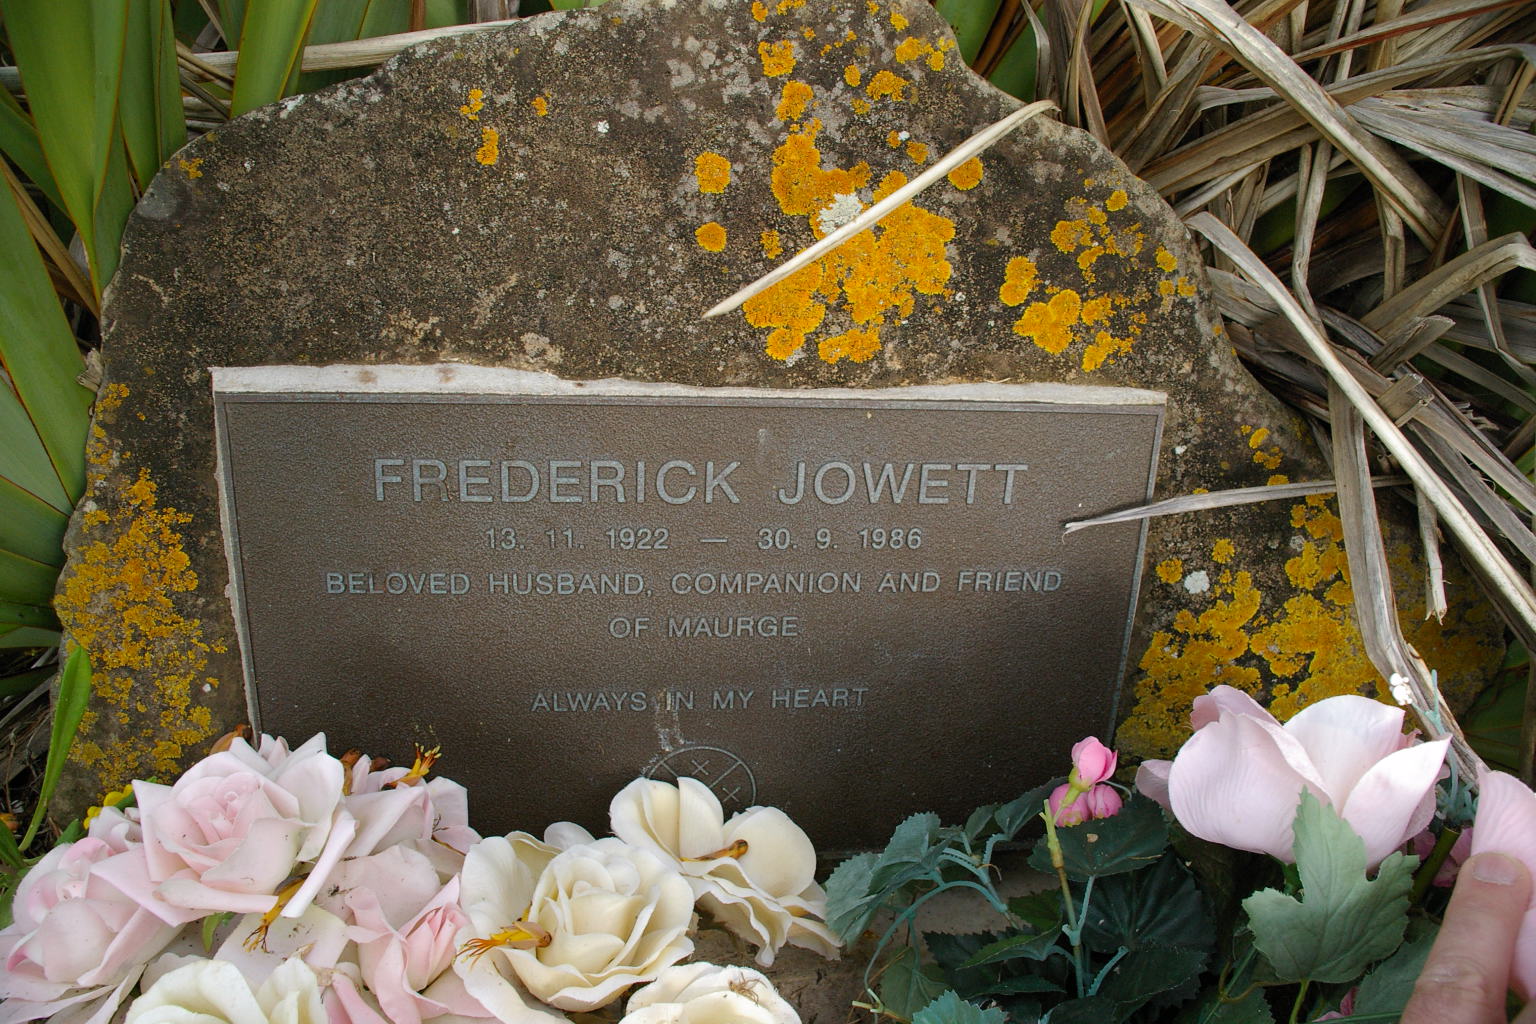 FREDERICK JOWETT
13. 11. 1922 — 30. 9. 1986
BELOVED HUSBAND, COMPANION AND FRIEND
OF MAURGE
ALWAYS IN MY HEART